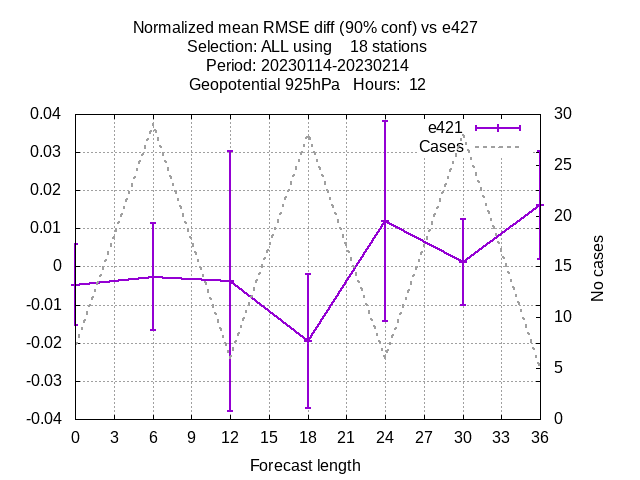 Normalized mean RMSE diff (90% conf) vs e427
Selection: ALL using    18 stations
Period: 20230114-20230214
Geopotential 925hPa   Hours:  12
0.04
0.03
0.02
0.01
0
-0.01
-0.02
-0.03
-0.04
e421
Cases
30
25
20
15
10
5
0
No cases
0 3 6 9 12 15 18 21 24 27 30 33 36
Forecast length